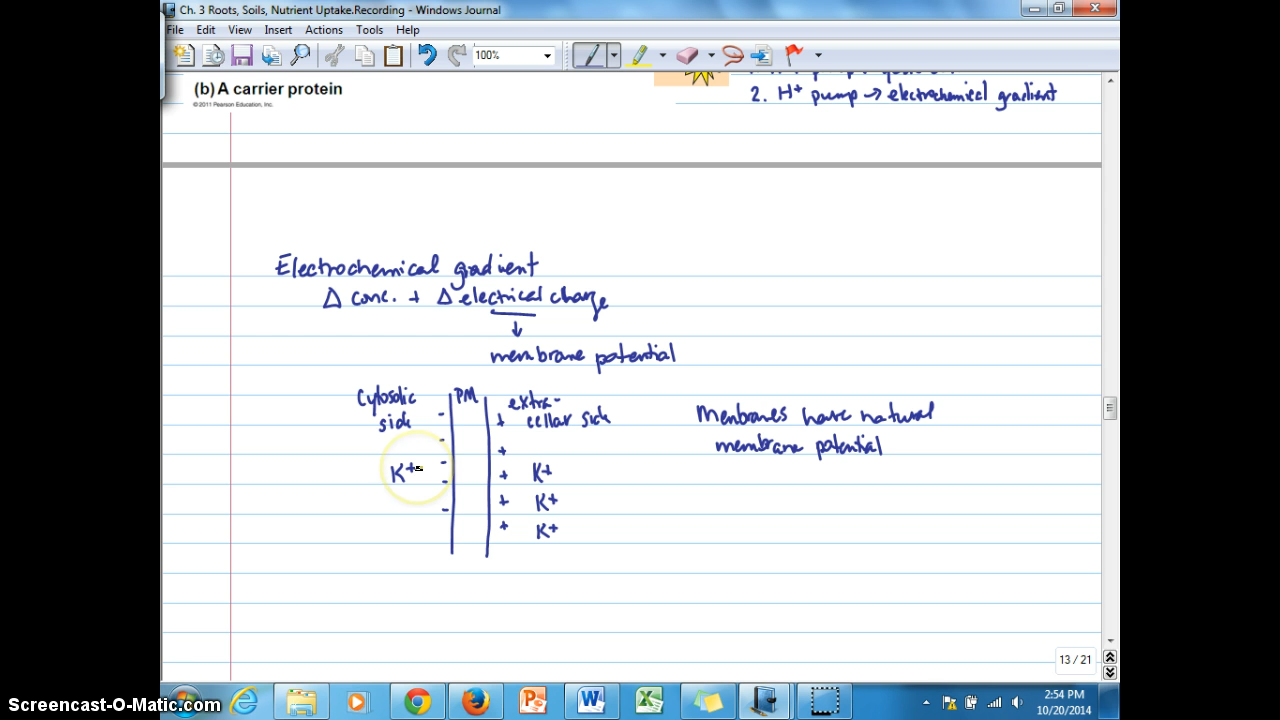 Ch. 3 Roots, Soils, Nutrient Uptake.Recording - Windows Journal
File Edit View Insert Actions Tools Help
100%
(b) A carrier protein
© 2011 Pearson Education, Inc.
2. H+ pump → electrochemical gradient
Electrochemical gradient
Δ conc. + Δ electrical charge
↓
membrane potential
Cytosolic side
PM
extra-cellar side
- - - - -
+ + + + +
K+
K+
K+
K+
Membranes have natural
membrane potential
13 / 21
Screencast-O-Matic.com
2:54 PM
10/20/2014